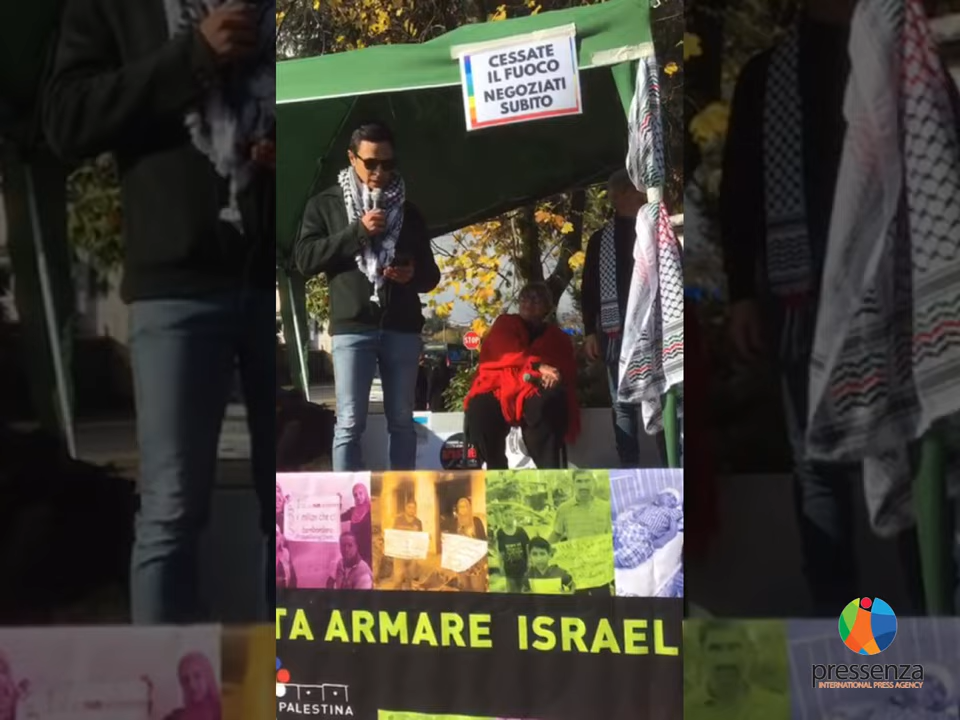 CESSATE
IL FUOCO
NEGOZIATI
SUBITO
STOP
TA ARMARE ISRAEL
PALESTINA
pressenza
INTERNATIONAL PRESS AGENCY